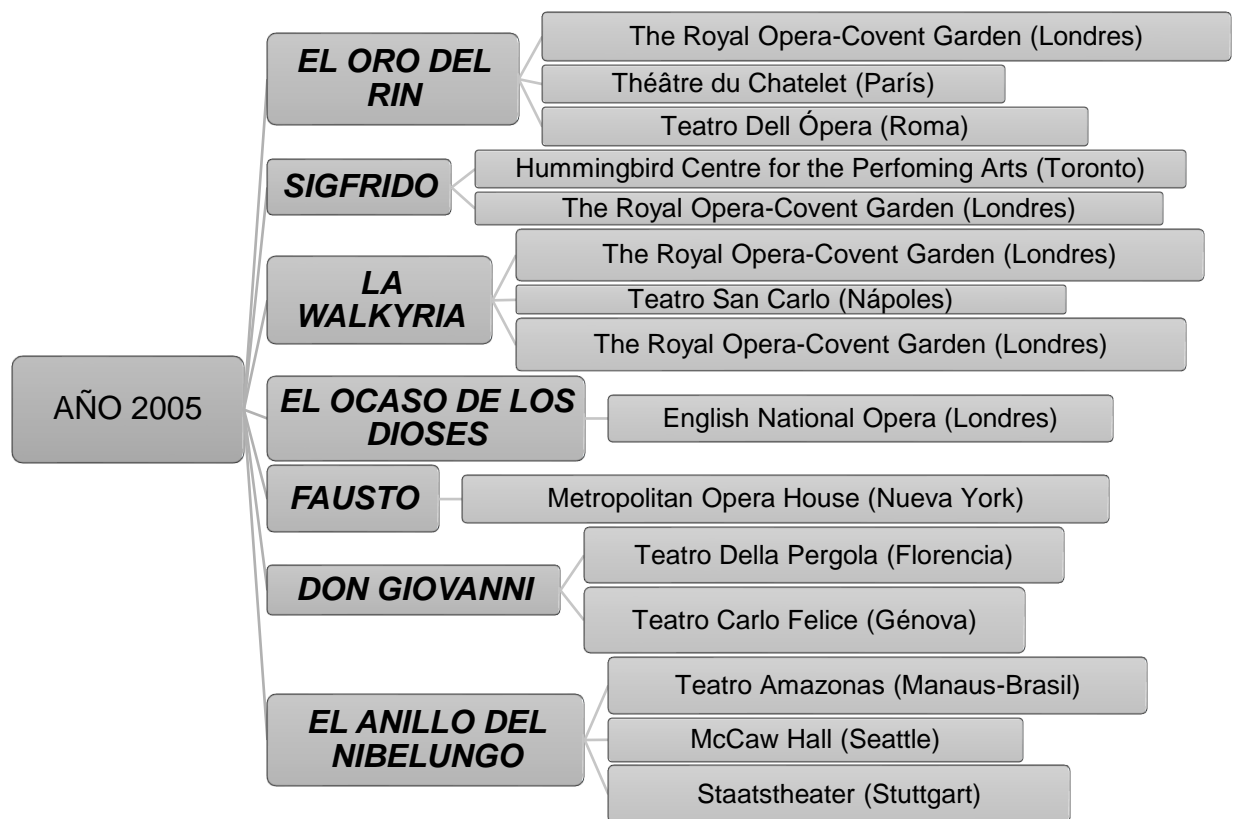 AÑO 2005
EL ORO DEL
RIN
The Royal Opera-Covent Garden (Londres)
Théâtre du Chatelet (París)
Teatro Dell Ópera (Roma)
SIGFRIDO
Hummingbird Centre for the Perfoming Arts (Toronto)
The Royal Opera-Covent Garden (Londres)
LA
WALKYRIA
The Royal Opera-Covent Garden (Londres)
Teatro San Carlo (Nápoles)
The Royal Opera-Covent Garden (Londres)
EL OCASO DE LOS
DIOSES
English National Opera (Londres)
FAUSTO
Metropolitan Opera House (Nueva York)
DON GIOVANNI
Teatro Della Pergola (Florencia)
Teatro Carlo Felice (Génova)
EL ANILLO DEL
NIBELUNGO
Teatro Amazonas (Manaus-Brasil)
McCaw Hall (Seattle)
Staatstheater (Stuttgart)